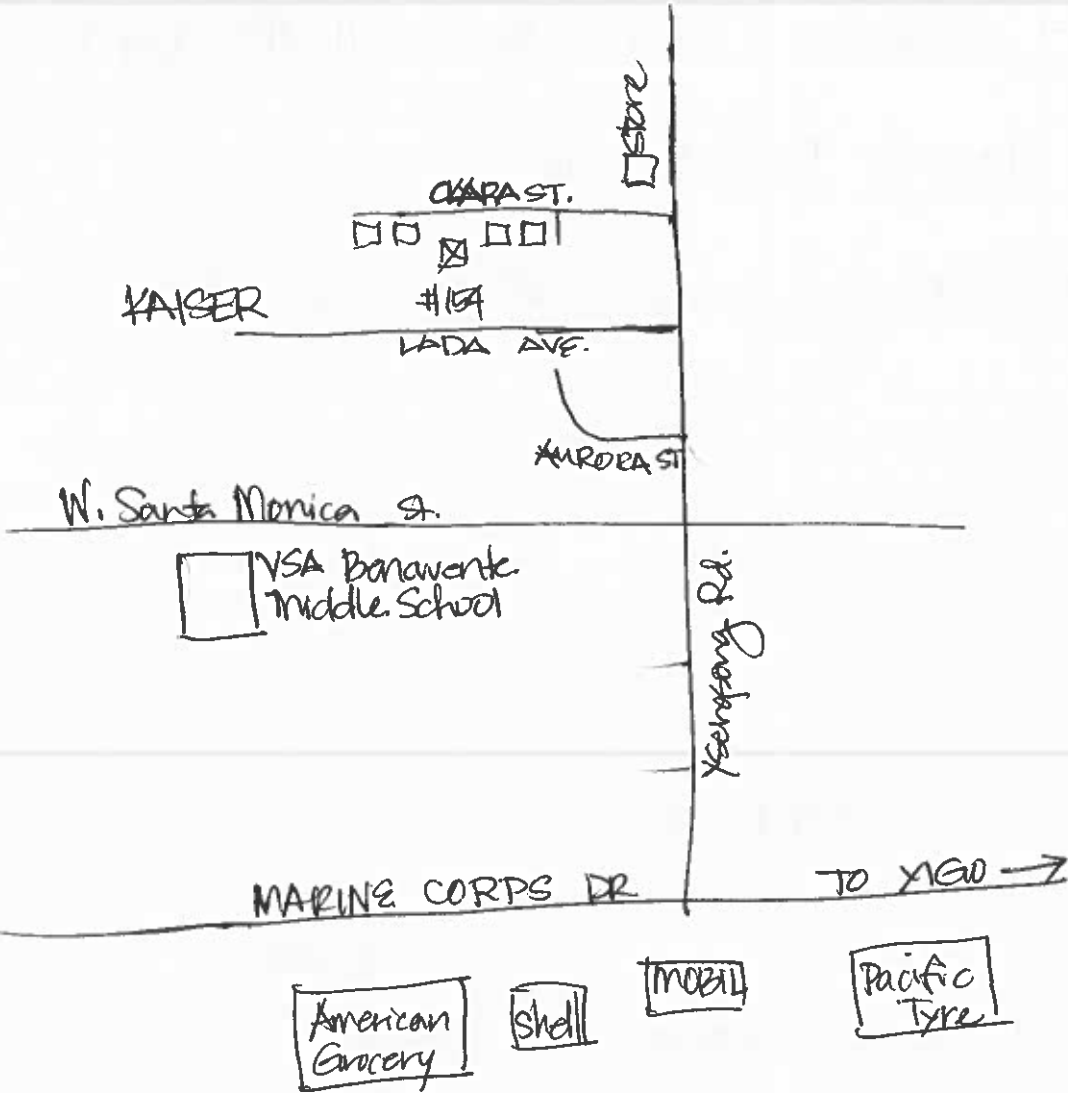 store
CLARA ST.
KAISER
#154
LADA AVE.
AURORA ST
W. Santa Monica St.
VSA Benavente
Middle School
Ysengsong Rd.
MARINE CORPS DR
TO YIGO
MOBIL
Pacific
Tyre
Shell
American
Grocery